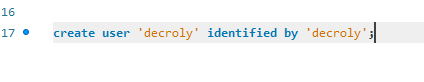 16
17 create user 'decroly' identified by 'decroly';